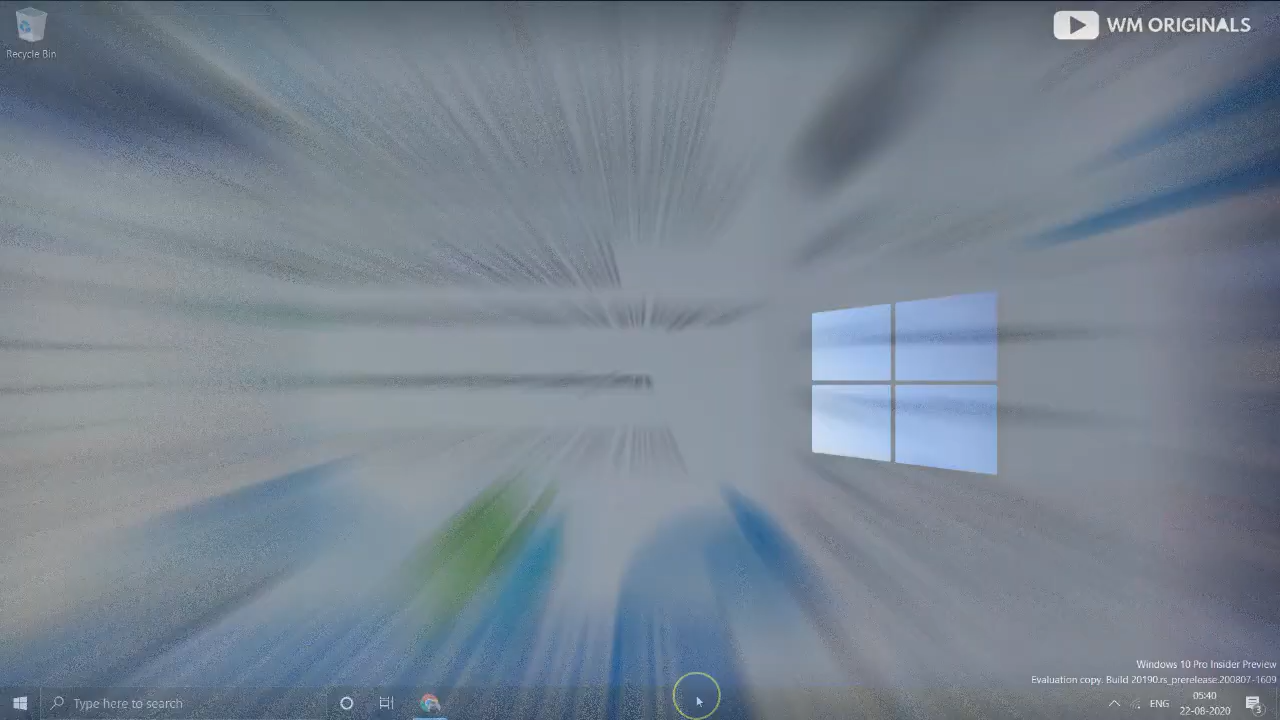 WM ORIGINALS
Recycle Bin
Windows 10 Pro Insider Preview
Evaluation copy. Build 20190.rs_prerelease.200807-1609
Type here to search
ENG
05:40
22-08-2020
3